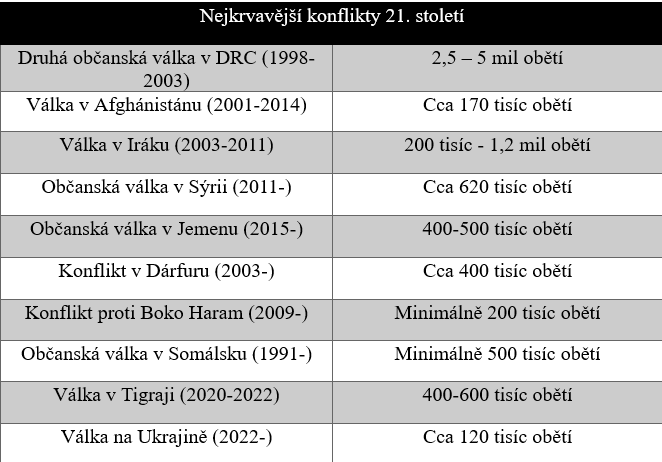 Nejkrvavější konflikty 21. století
Druhá občanská válka v DRC (1998-
2003)
2,5 – 5 mil obětí
Válka v Afghánistánu (2001-2014)
Cca 170 tisíc obětí
Válka v Iráku (2003-2011)
200 tisíc - 1,2 mil obětí
Občanská válka v Sýrii (2011-)
Cca 620 tisíc obětí
Občanská válka v Jemenu (2015-)
400-500 tisíc obětí
Konflikt v Dárfuru (2003-)
Cca 400 tisíc obětí
Konflikt proti Boko Haram (2009-)
Minimálně 200 tisíc obětí
Občanská válka v Somálsku (1991-)
Minimálně 500 tisíc obětí
Válka v Tigraji (2020-2022)
400-600 tisíc obětí
Válka na Ukrajině (2022-)
Cca 120 tisíc obětí